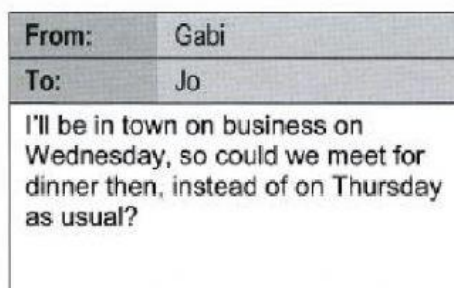 From: Gabi
To: Jo
I'll be in town on business on
Wednesday, so could we meet for
dinner then, instead of on Thursday
as usual?